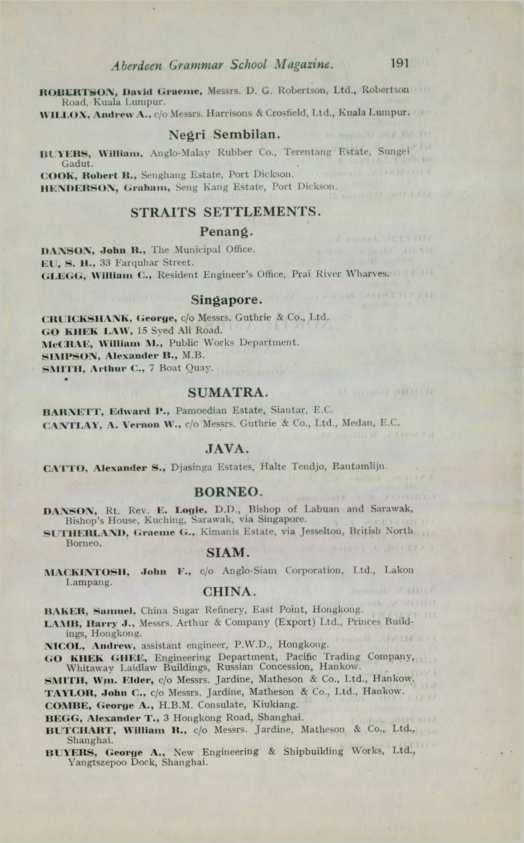 Aberdeen Grammar School Magazine. 191
ROBERTSON, David Graeme, Messrs. D. G. Robertson, Ltd., Robertson
Road, Kuala Lumpur.
WILLOX, Andrew A., c/o Messrs. Harrisons & Crosfield, Ltd., Kuala Lumpur.
Negri Sembilan.
BUYERS, William, Anglo-Malay Rubber Co., Terentang Estate, Sungei
Gadut.
COOK, Robert B., Senghang Estate, Port Dickson.
HENDERSON, Graham, Seng Kang Estate, Port Dickson.
STRAITS SETTLEMENTS.
Penang.
DANSON, John R., The Municipal Office.
EU, S. H., 33 Farquhar Street.
GLEGG, William C., Resident Engineer's Office, Prai River Wharves.
Singapore.
CRUICKSHANK, George, c/o Messrs. Guthrie & Co., Ltd.
GO KHEK LAW, 15 Syed Ali Road.
McCRAE, William M., Public Works Department.
SIMPSON, Alexander B., M.B.
SMITH, Arthur C., 7 Boat Quay.
SUMATRA.
BARNETT, Edward P., Pamoedian Estate, Siantar, E.C.
CANTLAY, A. Vernon W., c/o Messrs. Guthrie & Co., Ltd., Medan, E.C.
JAVA.
CATTO, Alexander S., Djasinga Estates, Halte Tendjo, Bantamlijn.
BORNEO.
DANSON, Rt. Rev. E. Logie, D.D., Bishop of Labuan and Sarawak,
Bishop's House, Kuching, Sarawak, via Singapore.
SUTHERLAND, Graeme G., Kimanis Estate, via Jesselton, British North
Borneo.
SIAM.
MACKINTOSH, John F., c/o Anglo-Siam Corporation, Ltd., Lakon
Lampang.
CHINA.
BAKER, Samuel, China Sugar Refinery, East Point, Hongkong.
LAMB, Harry J., Messrs. Arthur & Company (Export) Ltd., Princes Build-
ings, Hongkong.
NICOL, Andrew, assistant engineer, P.W.D., Hongkong.
GO KHEK GHEE, Engineering Department, Pacific Trading Company,
Whitaway Laidlaw Buildings, Russian Concession, Hankow.
SMITH, Wm. Elder, c/o Messrs. Jardine, Matheson & Co., Ltd., Hankow.
TAYLOR, John C., c/o Messrs. Jardine, Matheson & Co., Ltd., Hankow.
COMBE, George A., H.B.M. Consulate, Kiukiang.
BEGG, Alexander T., 3 Hongkong Road, Shanghai.
BUTCHART, William R., c/o Messrs. Jardine, Matheson & Co., Ltd.,
Shanghai.
BUYERS, George A., New Engineering & Shipbuilding Works, Ltd.,
Yangtszepoo Dock, Shanghai.